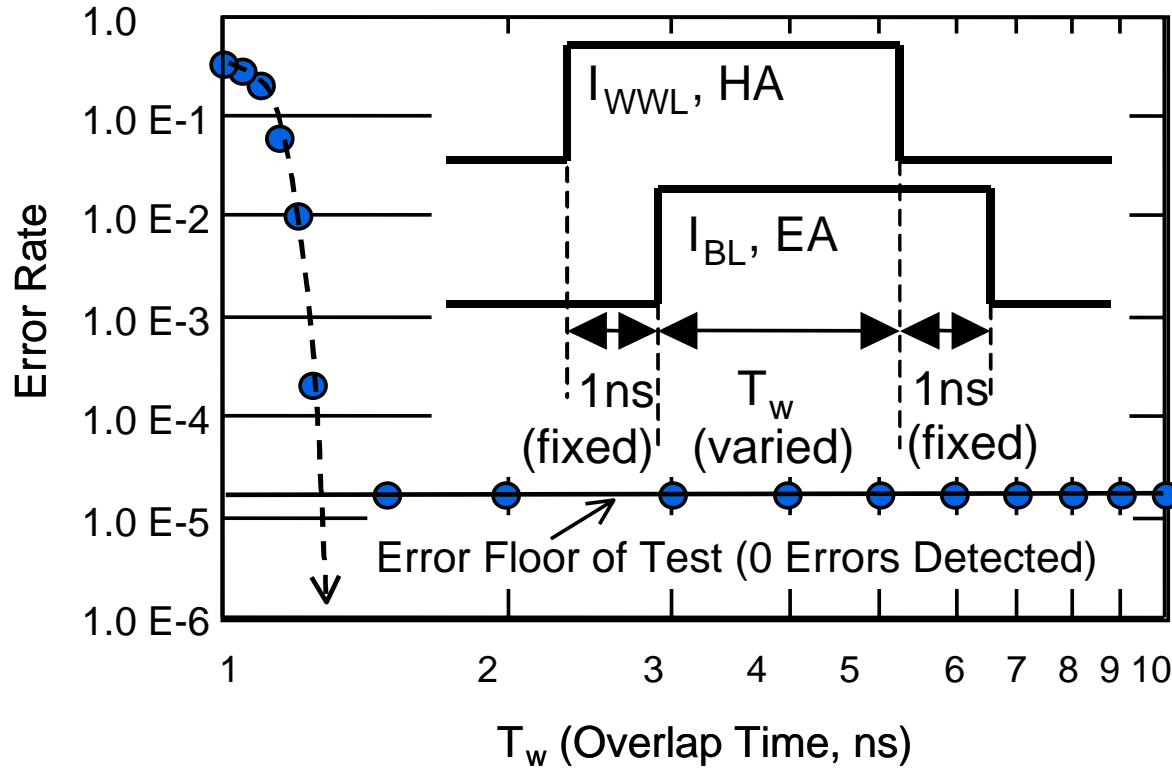 1.0
1.0 E-1
1.0 E-2
1.0 E-3
1.0 E-4
1.0 E-5
1.0 E-6
Error Rate
I_WWL, HA
I_BL, EA
1ns
(fixed)
T_w
(varied)
1ns
(fixed)
Error Floor of Test (0 Errors Detected)
1 2 3 4 5 6 7 8 9 10
T_w (Overlap Time, ns)